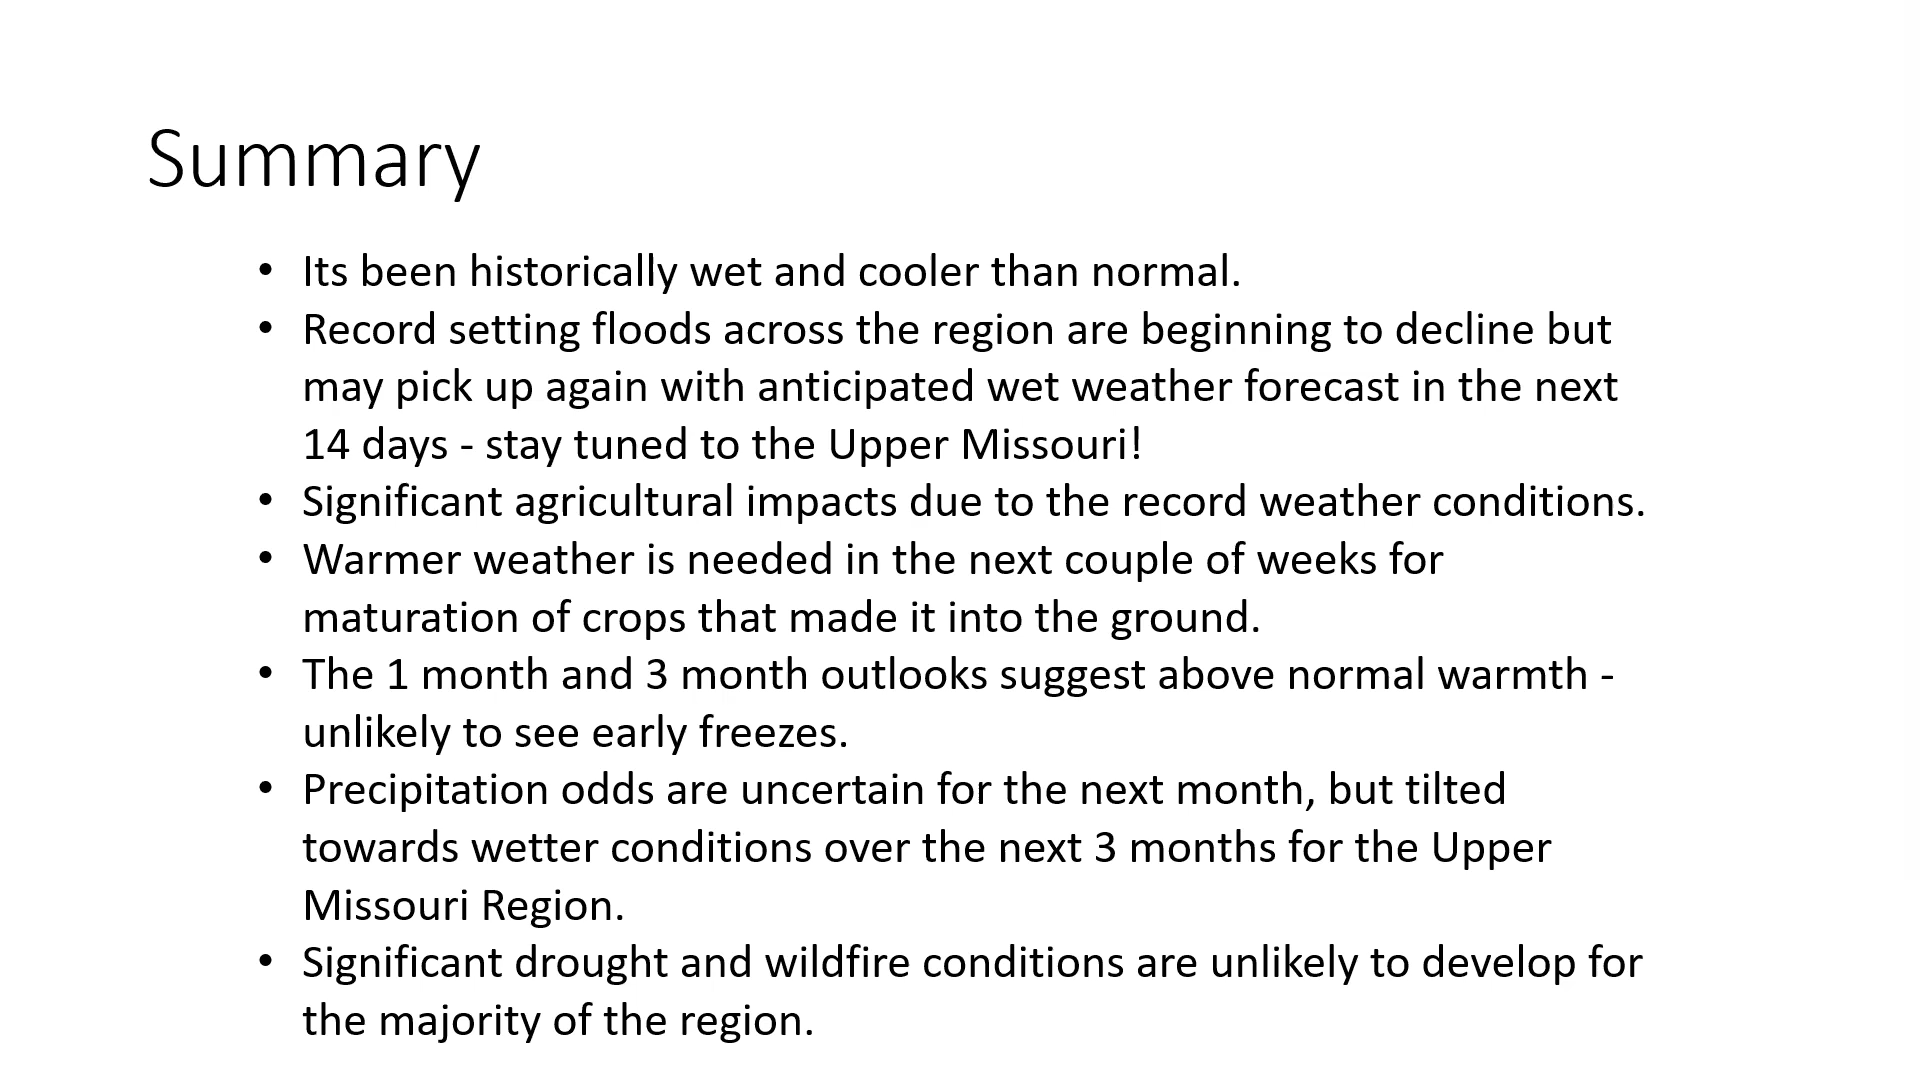 Summary
• Its been historically wet and cooler than normal.
• Record setting floods across the region are beginning to decline but
may pick up again with anticipated wet weather forecast in the next
14 days - stay tuned to the Upper Missouri!
• Significant agricultural impacts due to the record weather conditions.
• Warmer weather is needed in the next couple of weeks for
maturation of crops that made it into the ground.
• The 1 month and 3 month outlooks suggest above normal warmth -
unlikely to see early freezes.
• Precipitation odds are uncertain for the next month, but tilted
towards wetter conditions over the next 3 months for the Upper
Missouri Region.
• Significant drought and wildfire conditions are unlikely to develop for
the majority of the region.